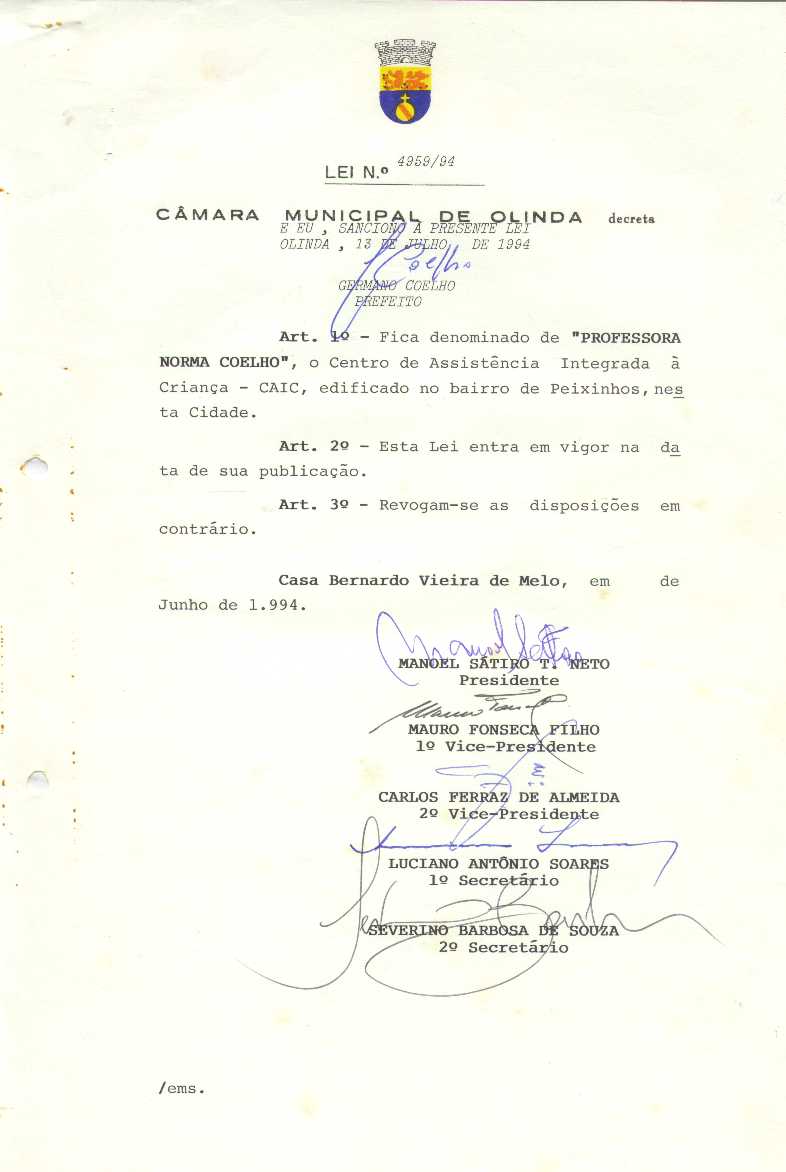 LEI N.º 4959/94
CÂMARA MUNICIPAL DE OLINDA decreta
E EU , SANCIONO A PRESENTE LEI
OLINDA , 13 DE JULHO, DE 1994
Coelho
GERMANO COELHO
PREFEITO
Art. 1º - Fica denominado de "PROFESSORA
NORMA COELHO", o Centro de Assistência Integrada à
Criança - CAIC, edificado no bairro de Peixinhos, nes
ta Cidade.
Art. 2º - Esta Lei entra em vigor na da
ta de sua publicação.
Art. 3º - Revogam-se as disposições em
contrário.
Casa Bernardo Vieira de Melo, em de
Junho de 1.994.
MANOEL SÁTIRO T. NETO
Presidente
MAURO FONSECA FILHO
1º Vice-Presidente
CARLOS FERRAZ DE ALMEIDA
2º Vice-Presidente
LUCIANO ANTÔNIO SOARES
1º Secretário
SEVERINO BARBOSA DE SOUZA
2º Secretário
/ems.